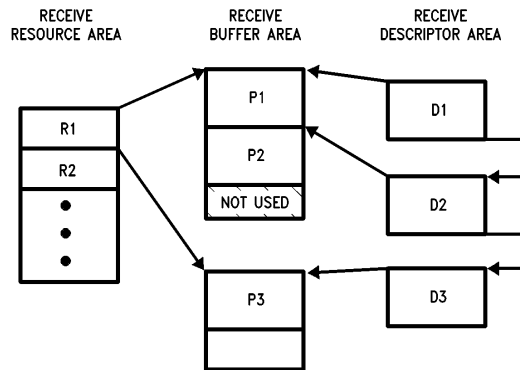 RECEIVE
RESOURCE AREA
RECEIVE
BUFFER AREA
RECEIVE
DESCRIPTOR AREA
R1
R2
P1
P2
NOT USED
P3
D1
D2
D3